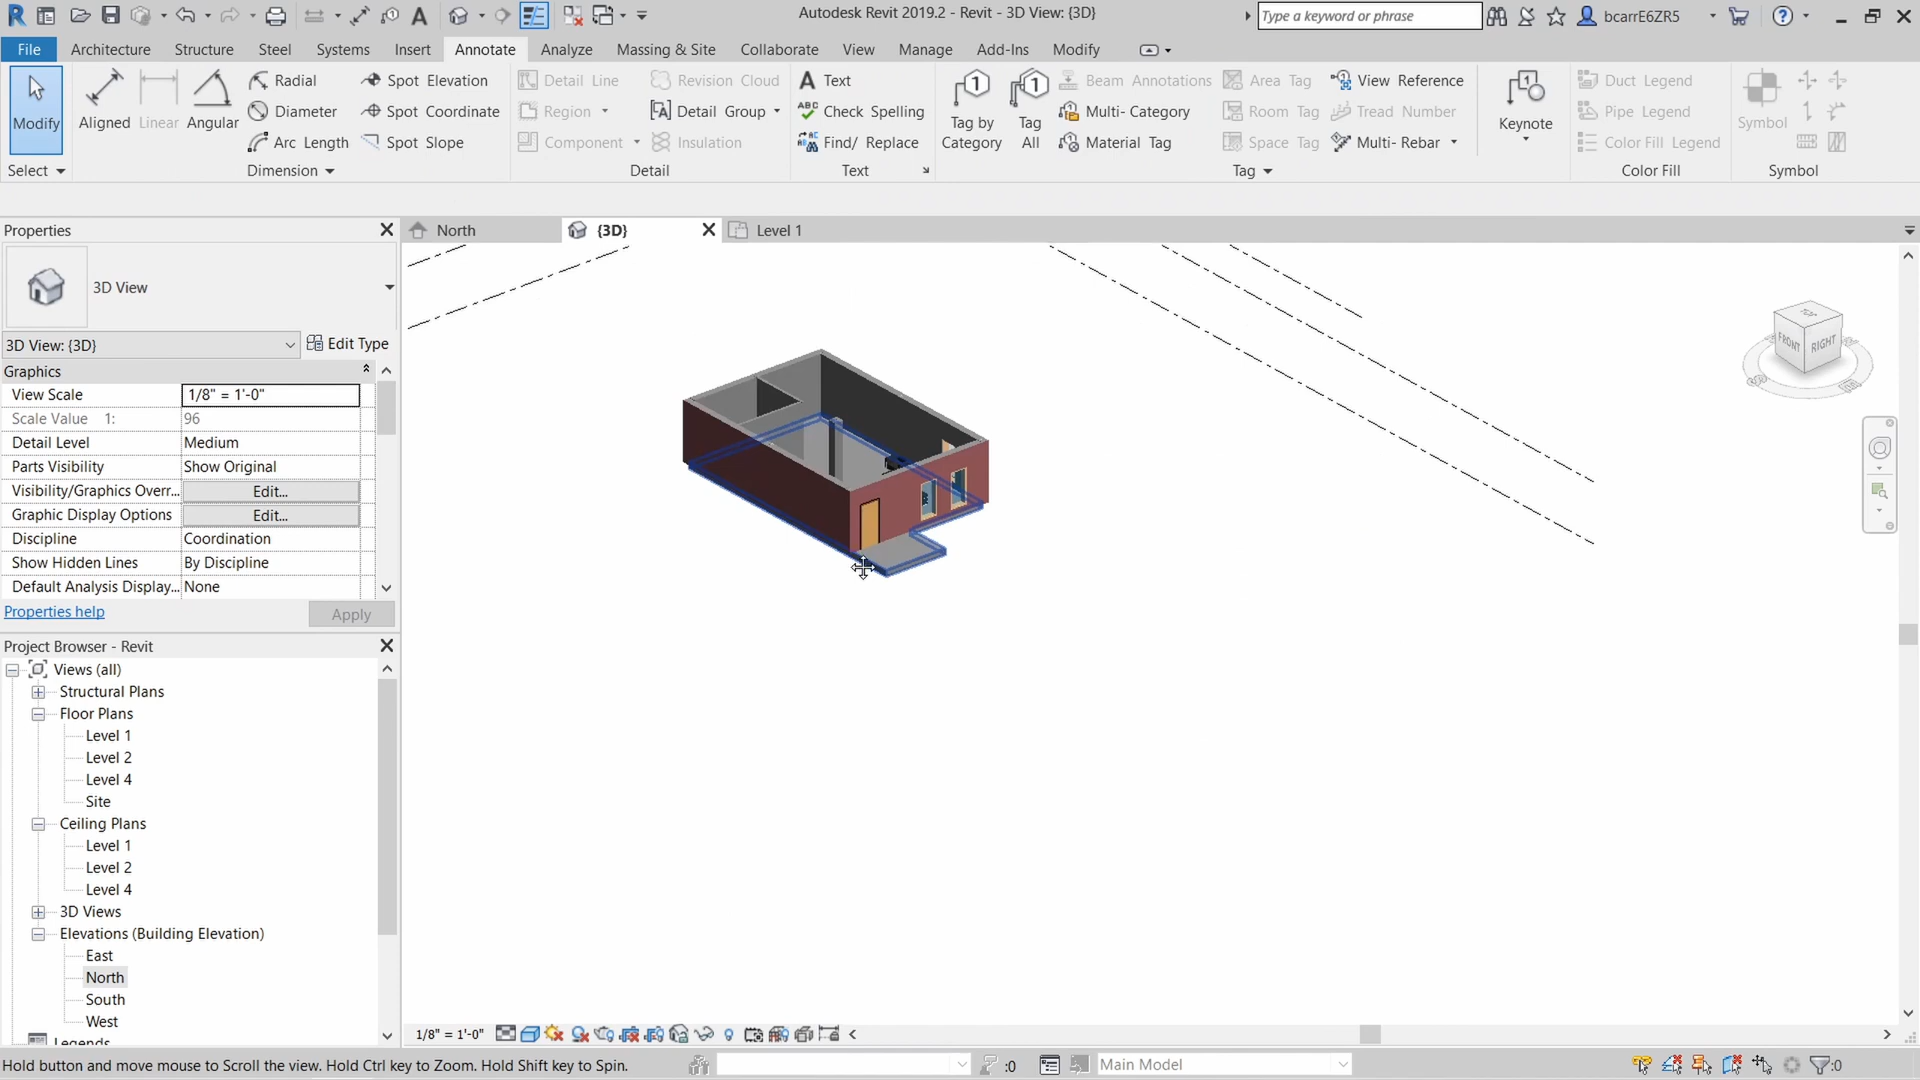 Autodesk Revit 2019.2 - Revit - 3D View: {3D}
Type a keyword or phrase
bcarrE6ZR5
File Architecture Structure Steel Systems Insert Annotate Analyze Massing & Site Collaborate View Manage Add-Ins Modify
Modify
Select
Aligned
Linear
Angular
Radial
Diameter
Arc Length
Spot Elevation
Spot Coordinate
Spot Slope
Dimension
Detail Line
Region
Component
Revision Cloud
Detail Group
Insulation
Detail
Text
Check Spelling
Find/ Replace
Text
Tag by
Category
Tag
All
Beam Annotations
Multi- Category
Material Tag
Area Tag
Room Tag
Space Tag
View Reference
Tread Number
Multi- Rebar
Tag
Keynote
Duct Legend
Pipe Legend
Color Fill Legend
Color Fill
Symbol
Symbol
Properties
3D View
3D View: {3D}
Edit Type
Graphics
View Scale 1/8" = 1'-0"
Scale Value 1: 96
Detail Level Medium
Parts Visibility Show Original
Visibility/Graphics Overr... Edit...
Graphic Display Options Edit...
Discipline Coordination
Show Hidden Lines By Discipline
Default Analysis Display... None
Properties help
Apply
Project Browser - Revit
Views (all)
Structural Plans
Floor Plans
Level 1
Level 2
Level 4
Site
Ceiling Plans
Level 1
Level 2
Level 4
3D Views
Elevations (Building Elevation)
East
North
South
West
Legends
North
{3D}
Level 1
TOP
FRONT
RIGHT
1/8" = 1'-0"
Hold button and move mouse to Scroll the view. Hold Ctrl key to Zoom. Hold Shift key to Spin.
:0
Main Model
:0